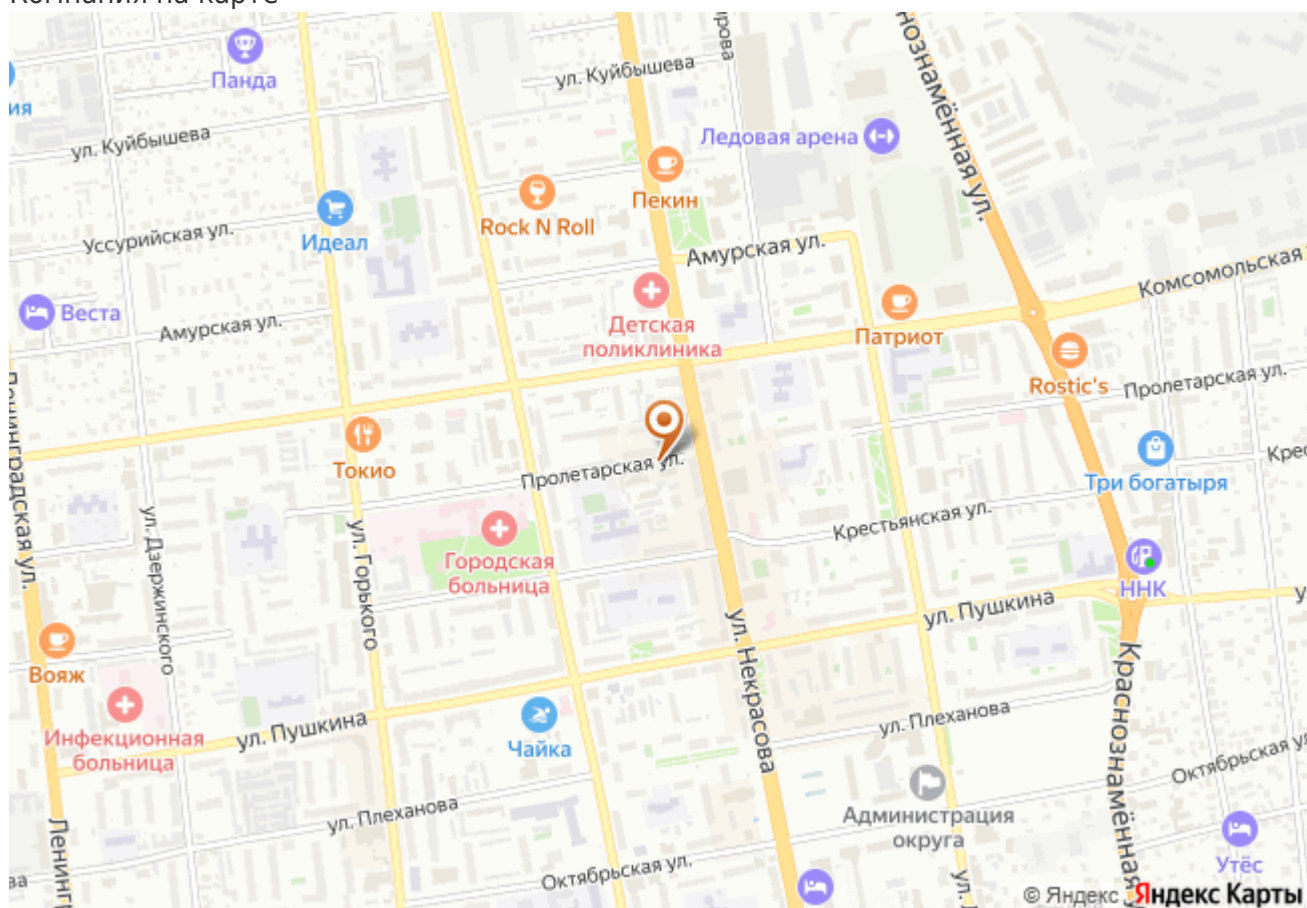 Компания на карте
ул. Куйбышева
Панда
ул. Куйбышева
Ледовая арена
Пекин
Rock N Roll
Идеал
Уссурийская ул.
Амурская ул.
Комсомольская
Веста
Амурская ул.
Детская
поликлиника
Патриот
Rostic's
Пролетарская ул.
Токио
Пролетарская ул.
Три богатыря
Крестьянская ул.
ул. Дзержинского
ул. Горького
Городская
больница
ННК
ул. Пушкина
Вояж
ул. Некрасова
Краснознамённая
Инфекционная
больница
ул. Пушкина
Чайка
ул. Плеханова
Октябрьская
Администрация
округа
ул. Плеханова
Октябрьская ул.
Утёс
© Яндекс Яндекс Карты